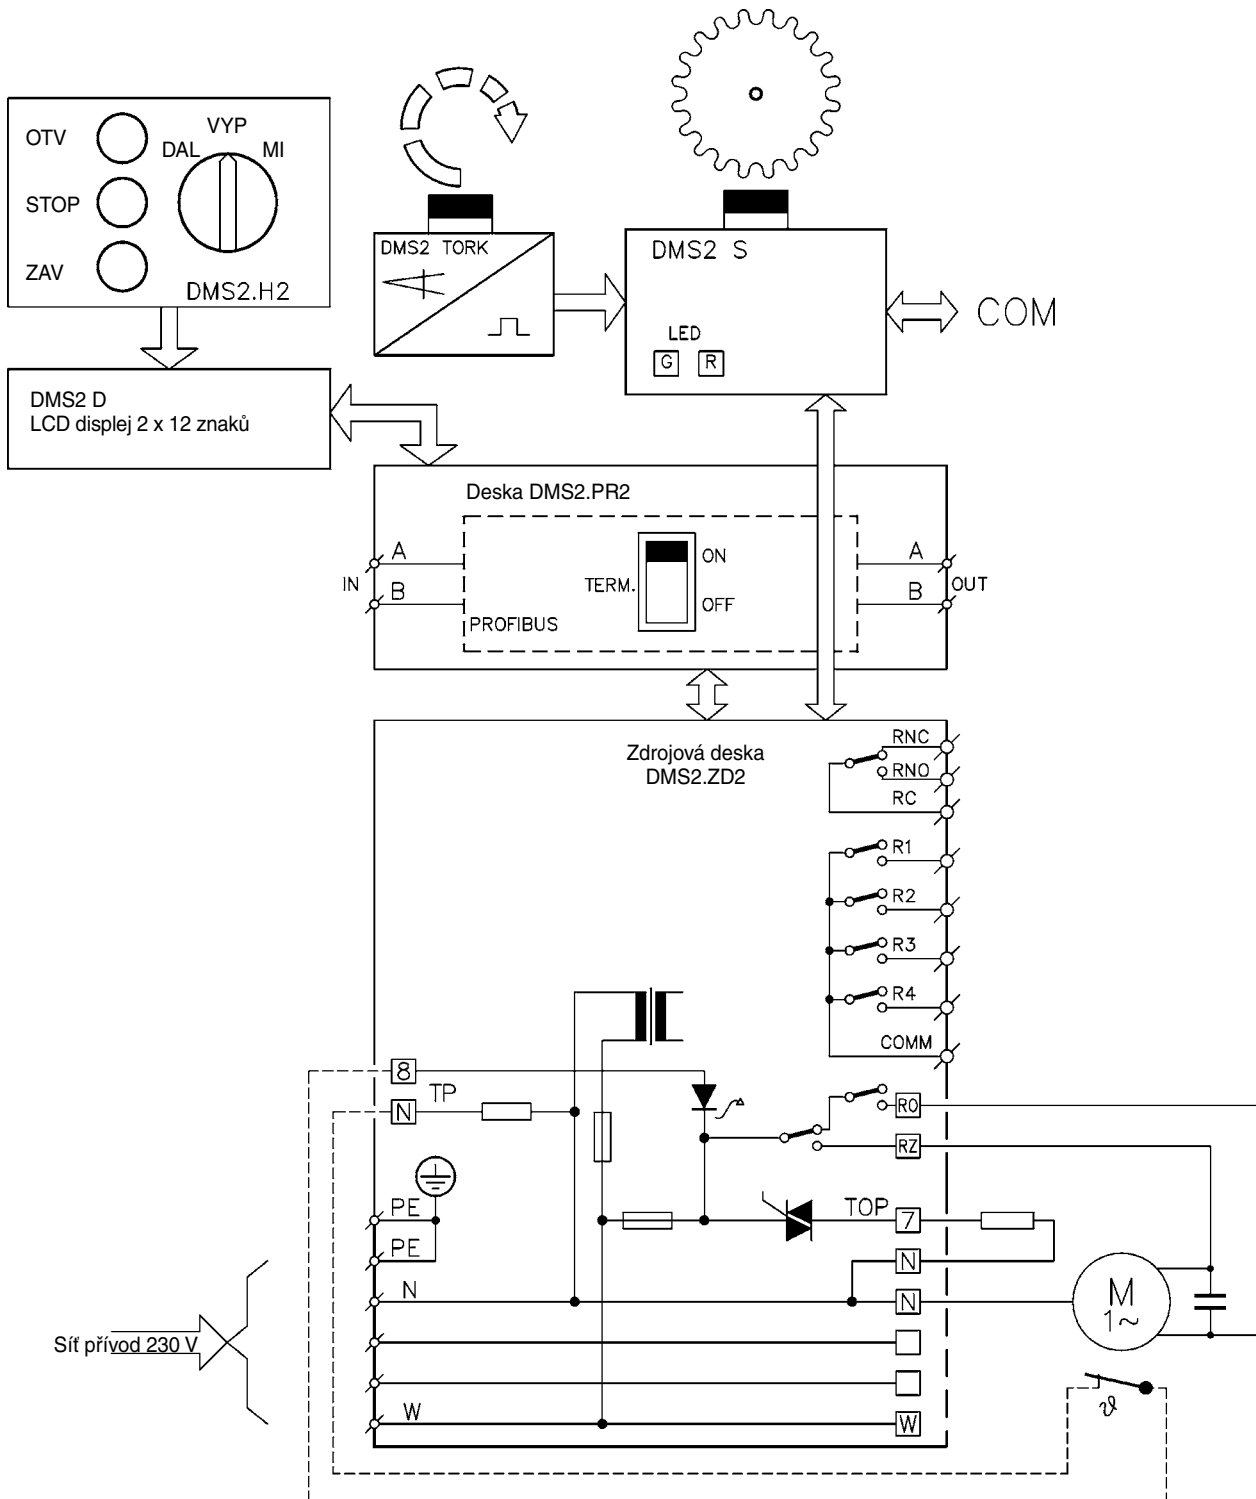 OTV
STOP
ZAV
VYP
DAL
MI
DMS2.H2
DMS2 TORK
DMS2 S
LED
G R
COM
DMS2 D
LCD displej 2 x 12 znaků
Deska DMS2.PR2
IN
A
B
PROFIBUS
TERM.
ON
OFF
A
B
OUT
Zdrojová deska
DMS2.ZD2
RNC
RNO
RC
R1
R2
R3
R4
COMM
8
TP
N
RO
RZ
PE
PE
TOP
7
N
N
N
M
1~
Síť přívod 230 V
ϑ
W
W